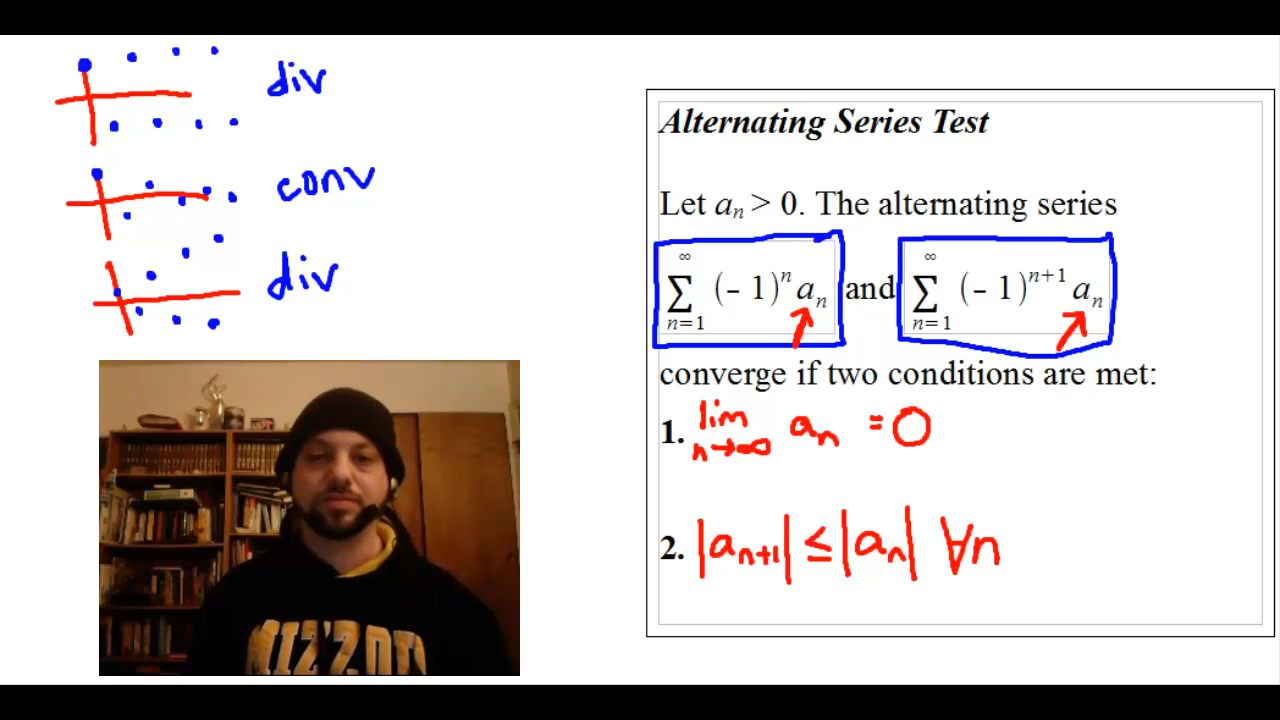 div
conv
div
Alternating Series Test
Let aₙ > 0. The alternating series
∞ ∑ n=1 (-1)ⁿ aₙ and ∞ ∑ n=1 (-1)ⁿ⁺¹ aₙ
converge if two conditions are met:
1. lim n→∞ aₙ = 0
2. |aₙ₊₁| ≤ |aₙ| ∀n
MIZZOU